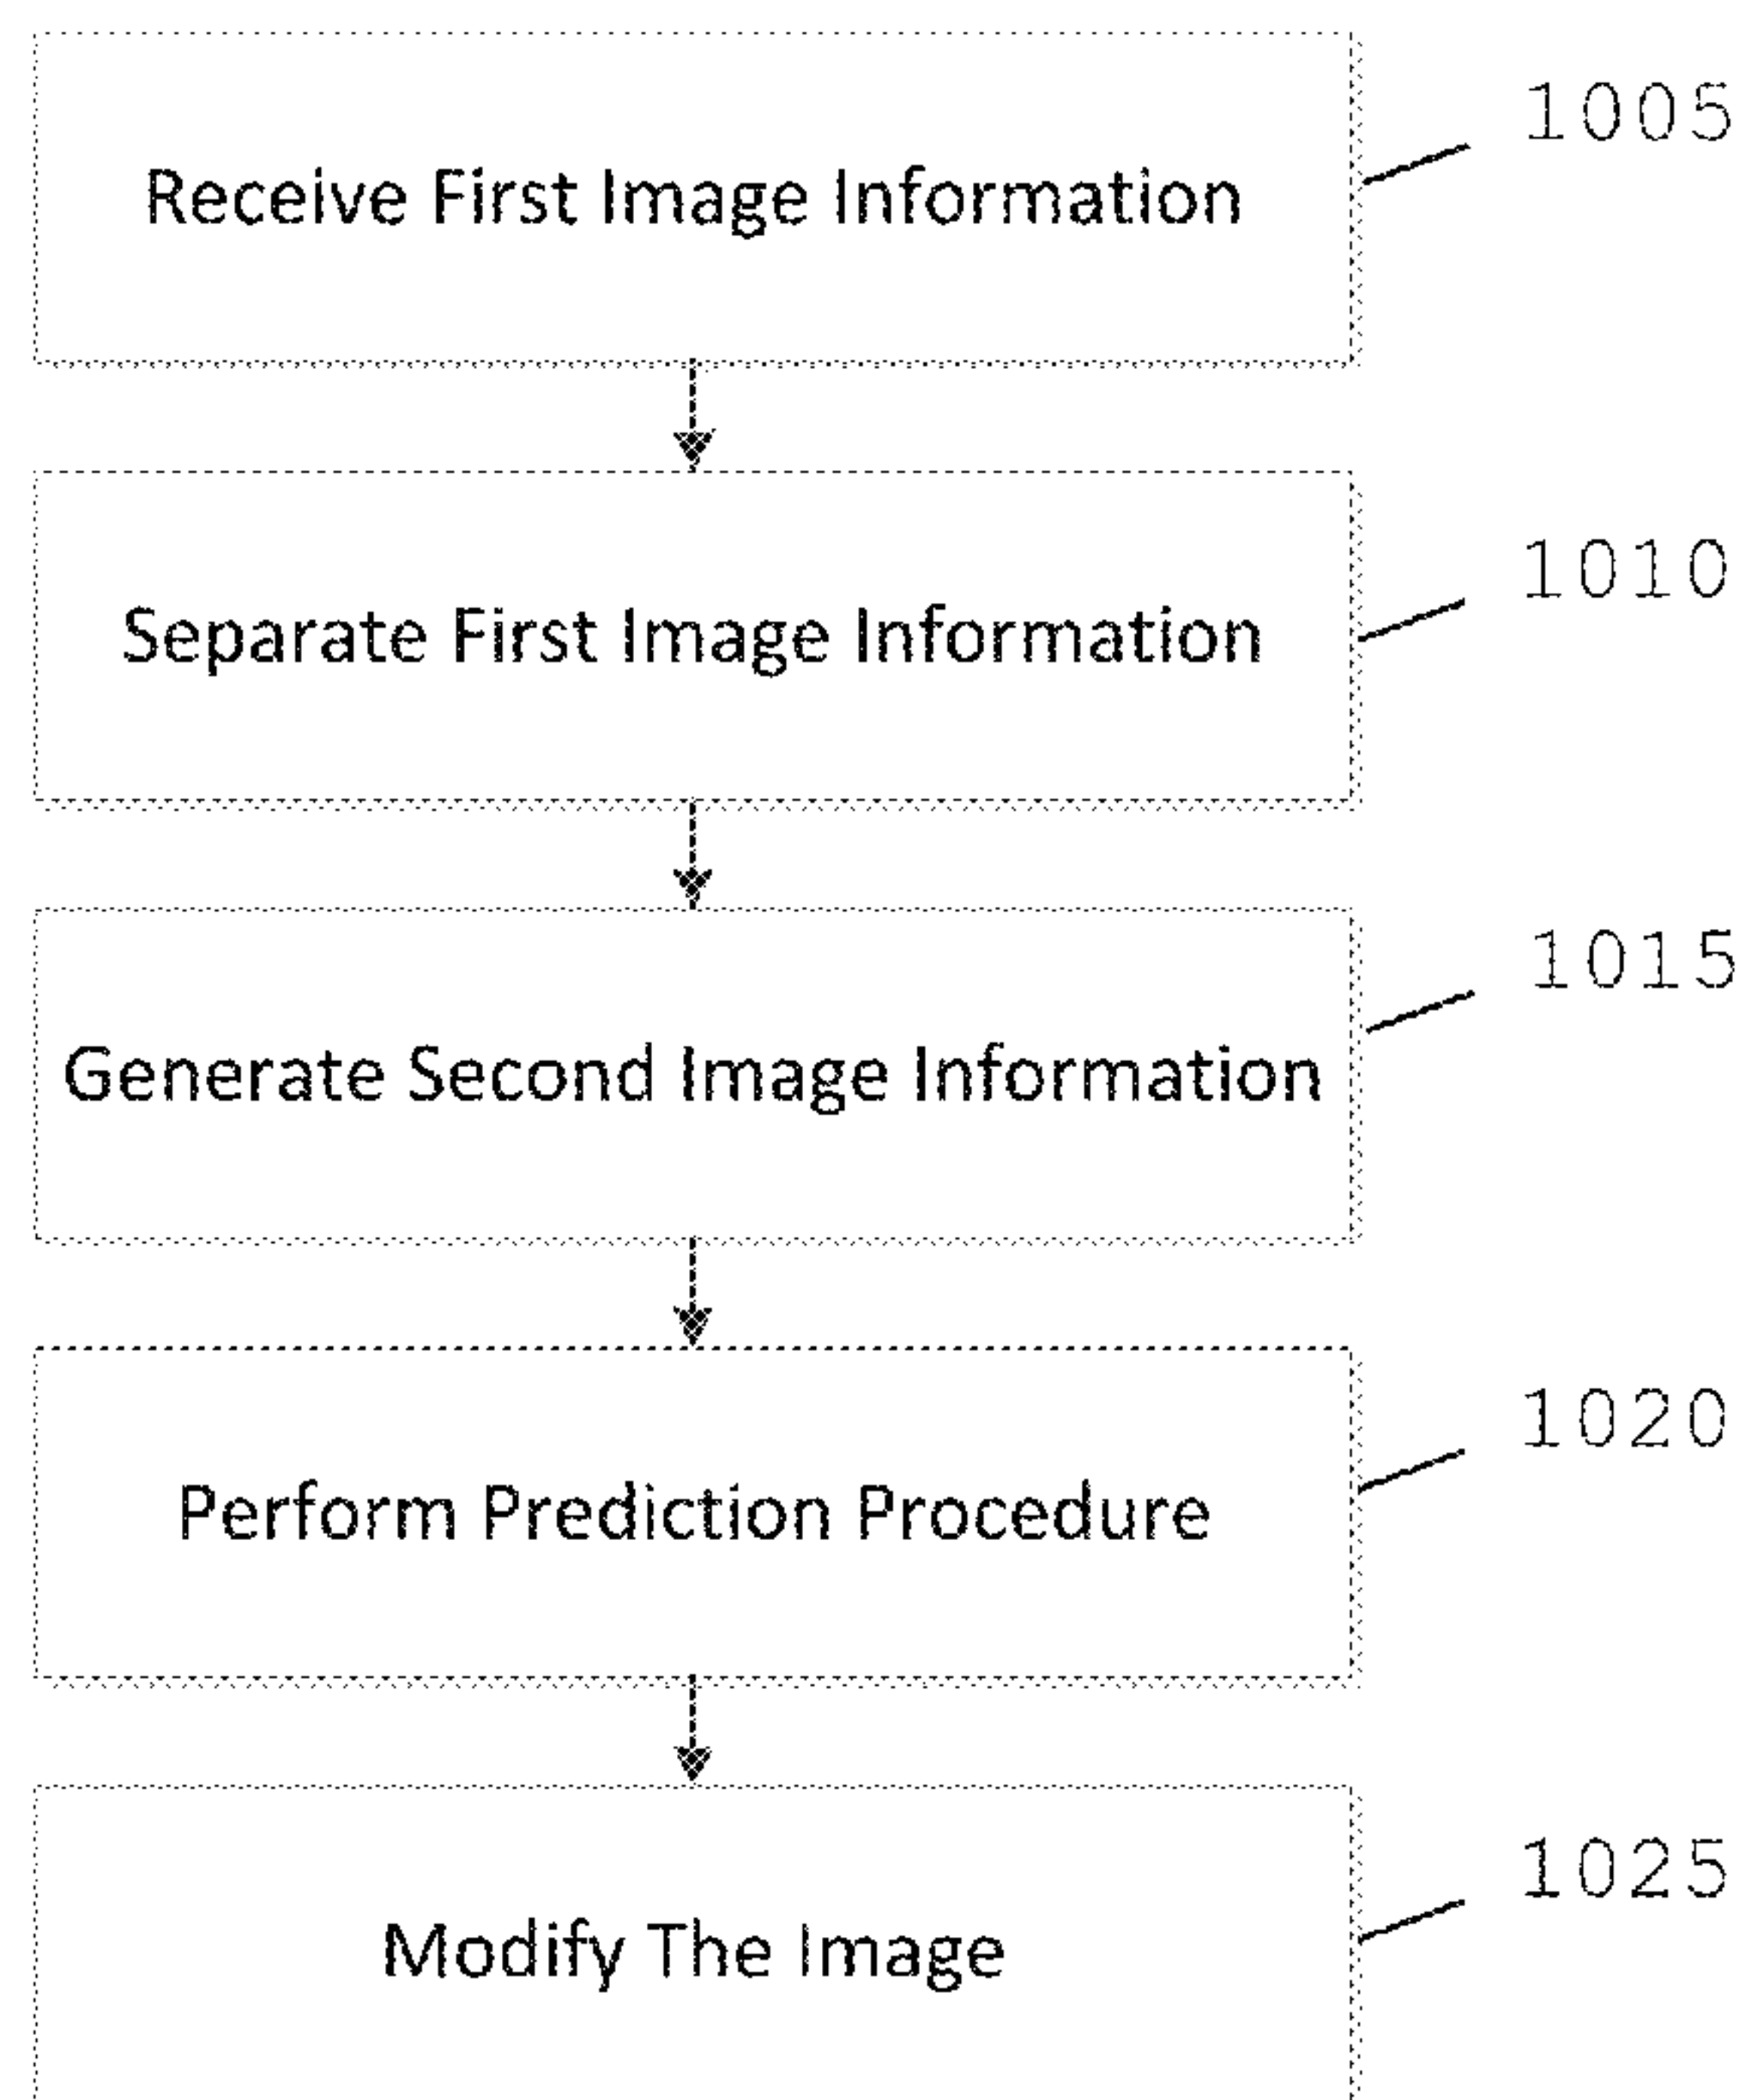 1005
Receive First Image Information
1010
Separate First Image Information
1015
Generate Second Image Information
1020
Perform Prediction Procedure
1025
Modify The Image